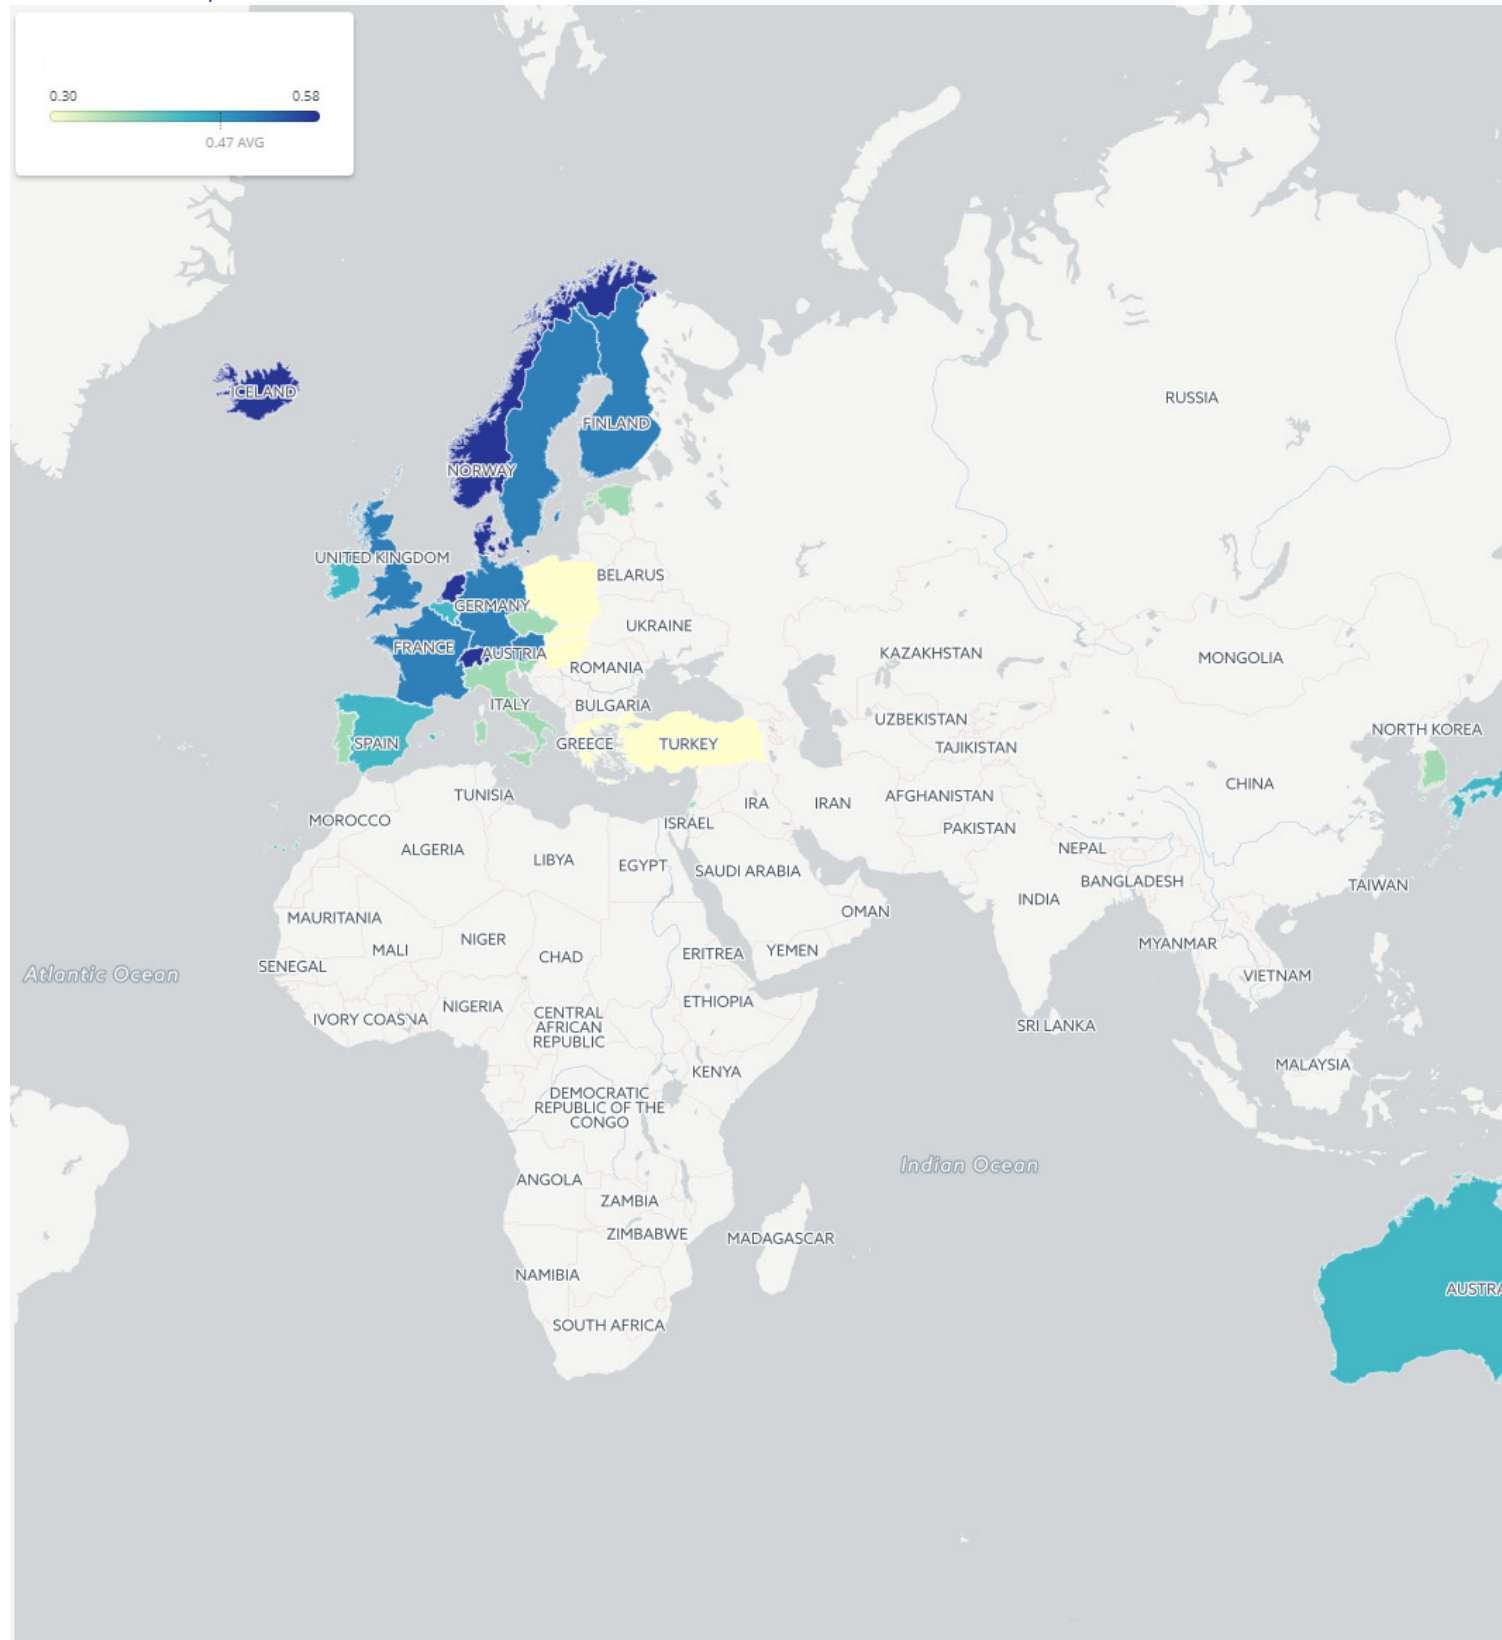 0.30
0.58
0.47 AVG
RUSSIA
ICELAND
FINLAND
NORWAY
UNITED KINGDOM
BELARUS
GERMANY
UKRAINE
FRANCE
AUSTRIA
KAZAKHSTAN
MONGOLIA
ROMANIA
ITALY
BULGARIA
UZBEKISTAN
NORTH KOREA
SPAIN
GREECE
TURKEY
TAJIKISTAN
CHINA
TUNISIA
IRA
IRAN
AFGHANISTAN
MOROCCO
ISRAEL
PAKISTAN
ALGERIA
LIBYA
EGYPT
SAUDI ARABIA
NEPAL
BANGLADESH
TAIWAN
INDIA
OMAN
MAURITANIA
NIGER
MALI
CHAD
ERITREA
YEMEN
MYANMAR
SENEGAL
Atlantic Ocean
VIETNAM
NIGERIA
ETHIOPIA
IVORY COASNA
CENTRAL
AFRICAN
REPUBLIC
SRI LANKA
KENYA
MALAYSIA
DEMOCRATIC
REPUBLIC OF THE
CONGO
Indian Ocean
ANGOLA
ZAMBIA
ZIMBABWE
MADAGASCAR
NAMIBIA
AUSTRA
SOUTH AFRICA